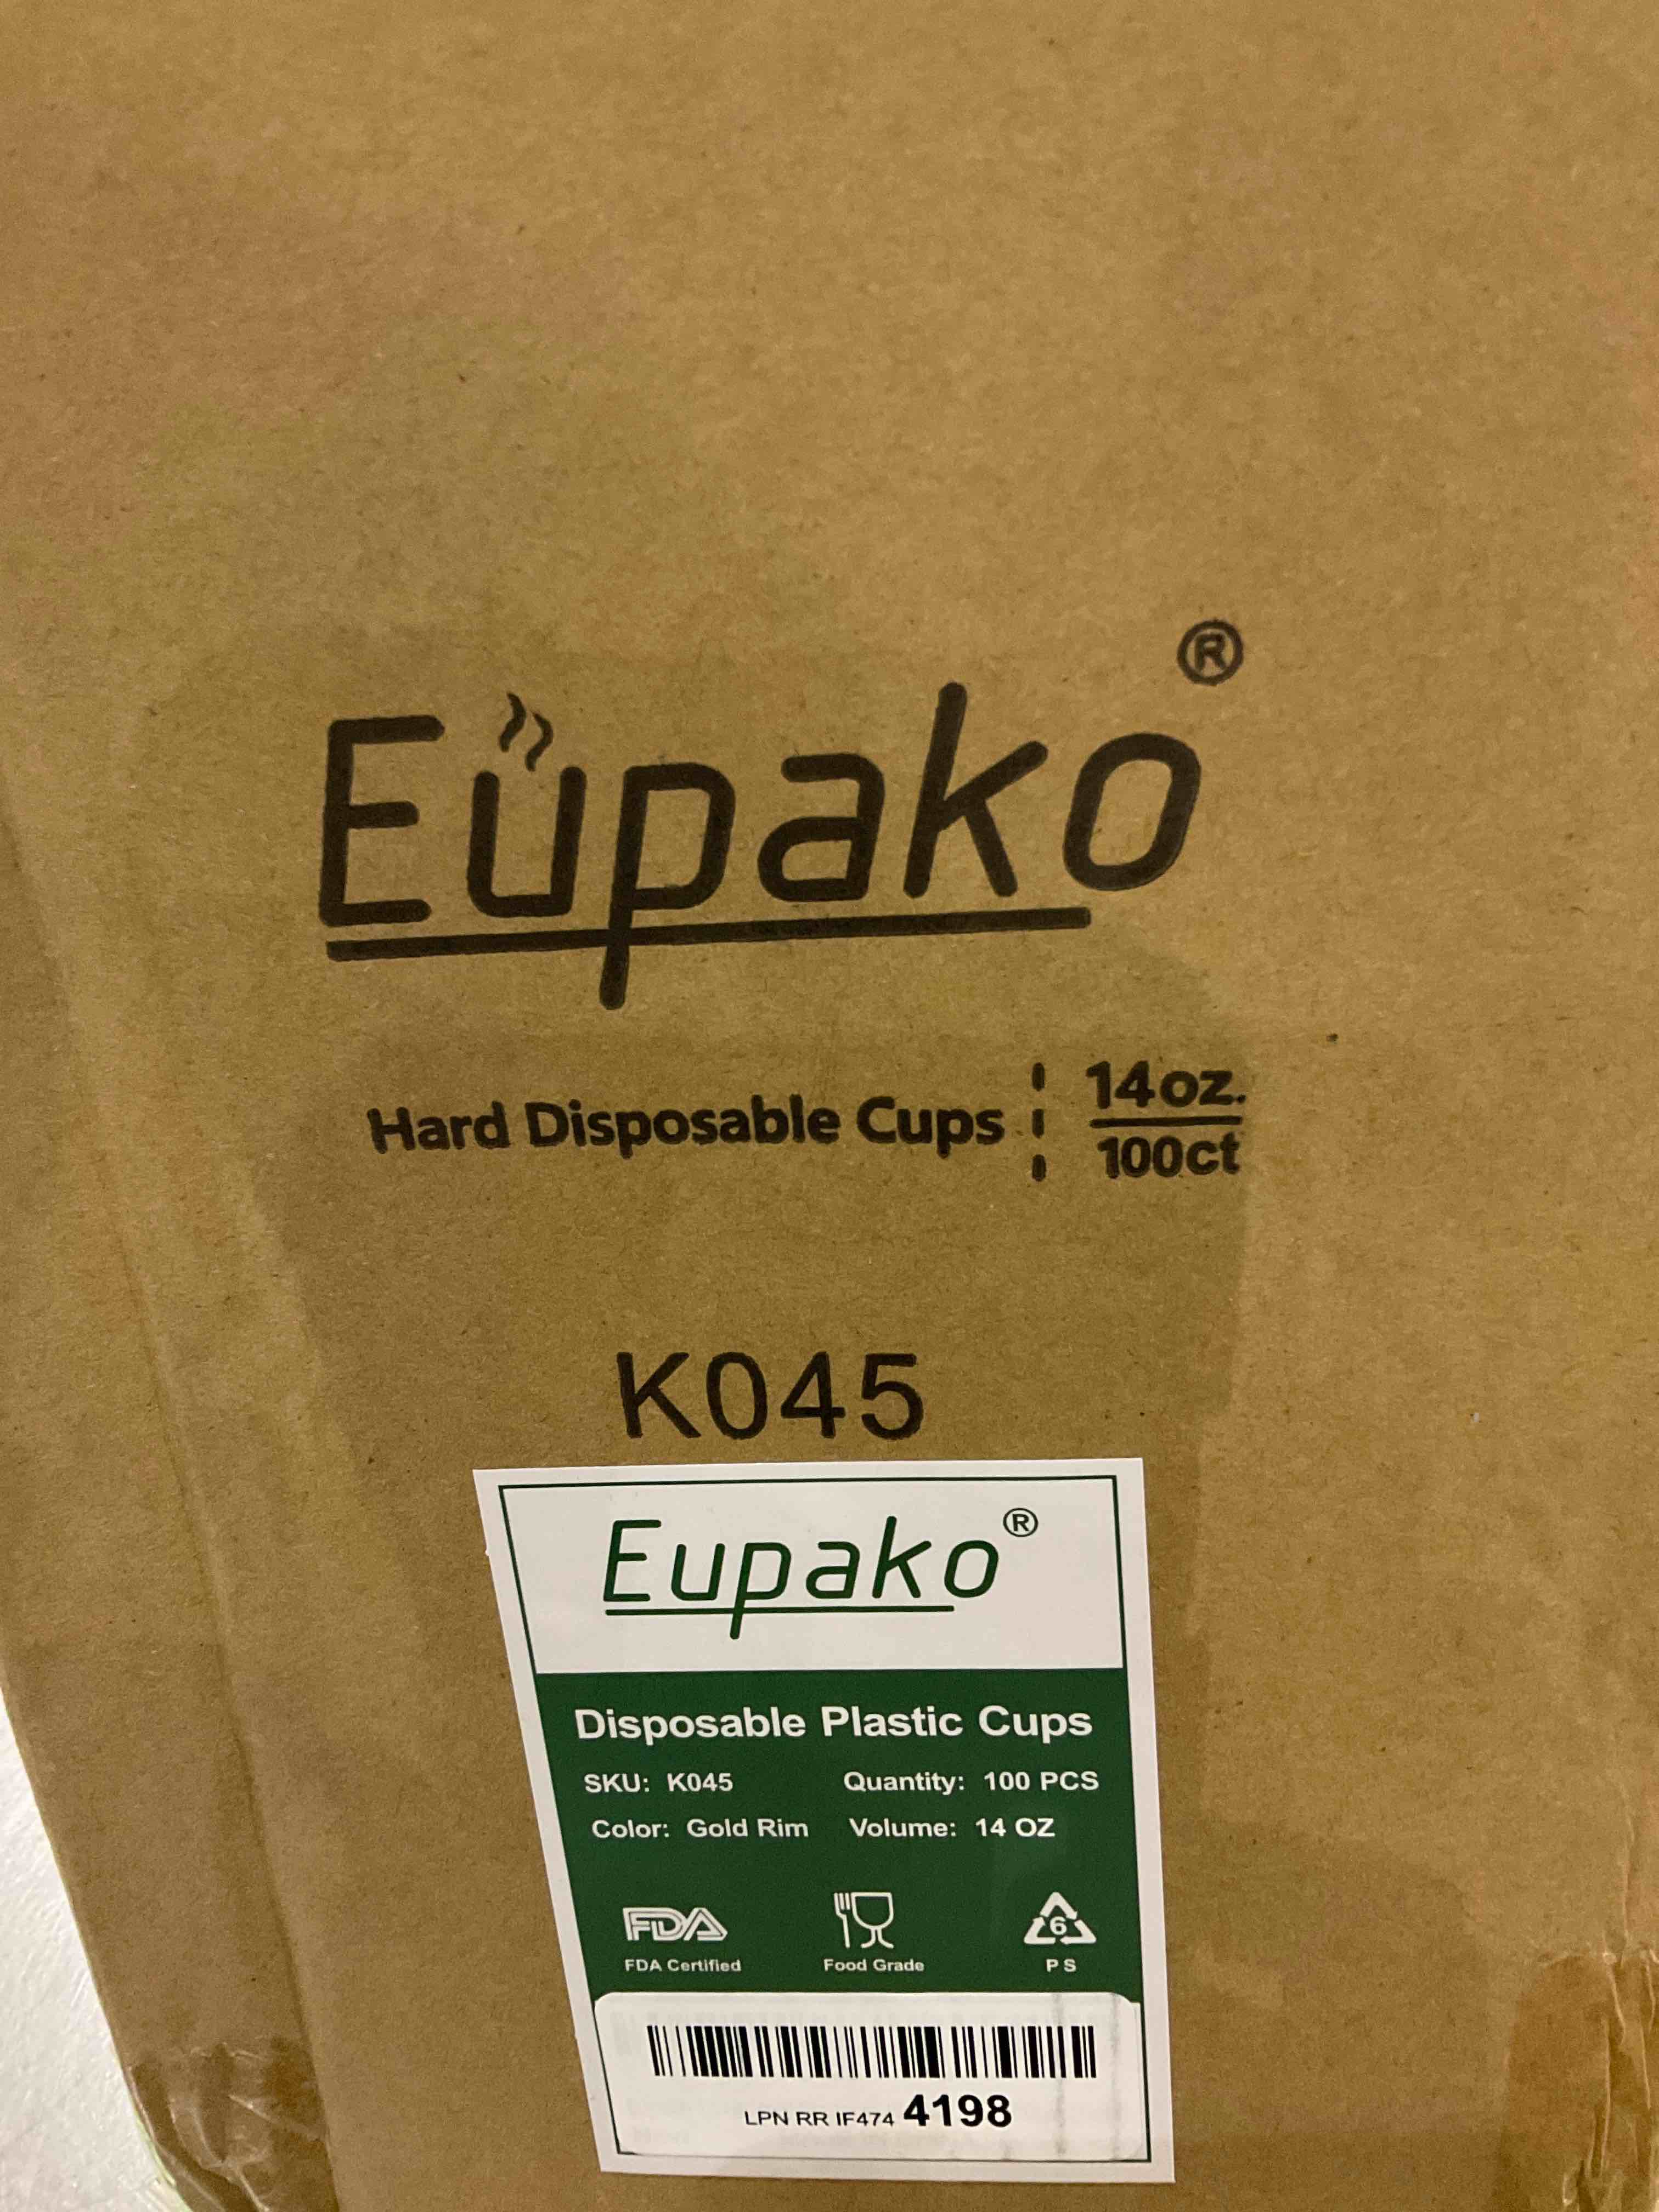 Eupako®
Hard Disposable Cups 14oz.
100ct
K045
Eupako®
Disposable Plastic Cups
SKU: K045 Quantity: 100 PCS
Color: Gold Rim Volume: 14 OZ
FDA 6
FDA Certified Food Grade PS
LPN RR IF474 4198